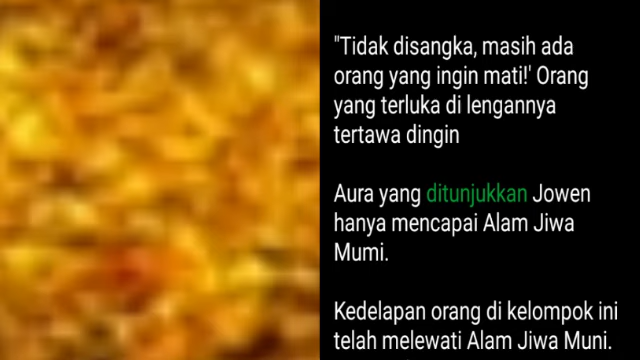 "Tidak disangka, masih ada
orang yang ingin mati!' Orang
yang terluka di lengannya
tertawa dingin
Aura yang ditunjukkan Jowen
hanya mencapai Alam Jiwa
Mumi.
Kedelapan orang di kelompok ini
telah melewati Alam Jiwa Muni.